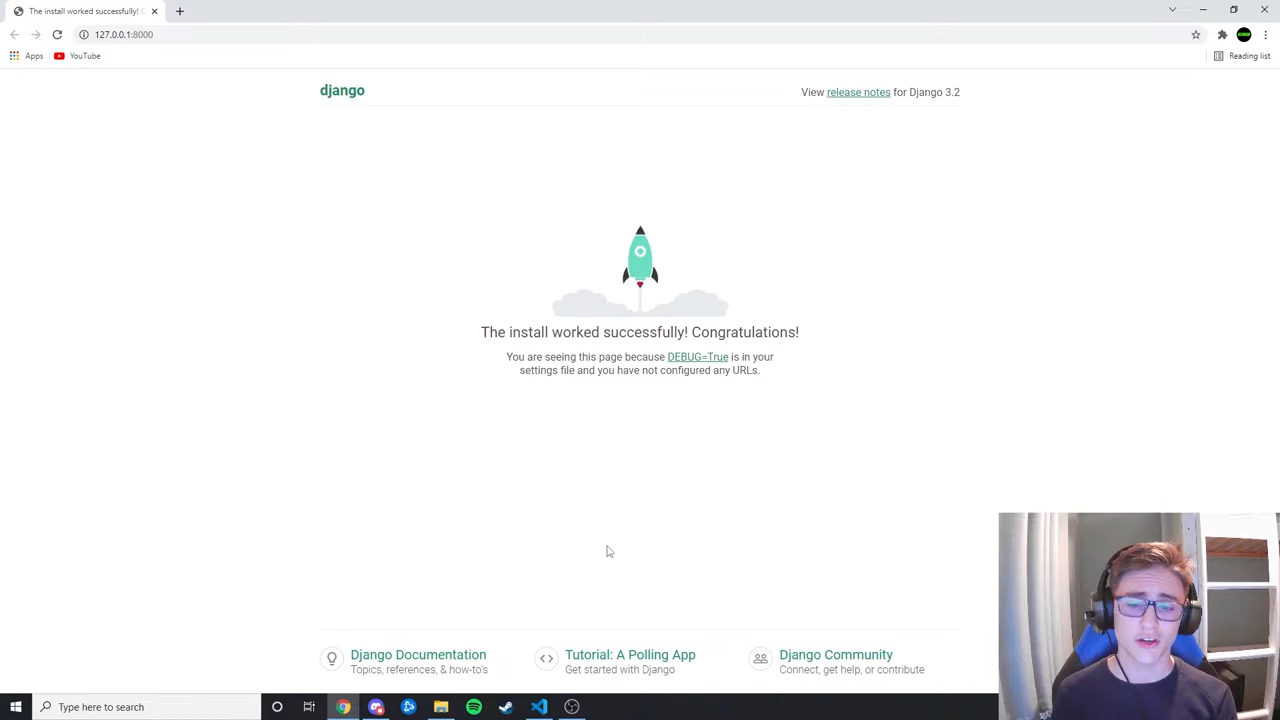 The install worked successfully! C
127.0.0.1:8000
Apps
YouTube
Reading list
django
View release notes for Django 3.2
The install worked successfully! Congratulations!
You are seeing this page because DEBUG=True is in your
settings file and you have not configured any URLs.
Django Documentation
Topics, references, & how-to's
Tutorial: A Polling App
Get started with Django
Django Community
Connect, get help, or contribute
Type here to search